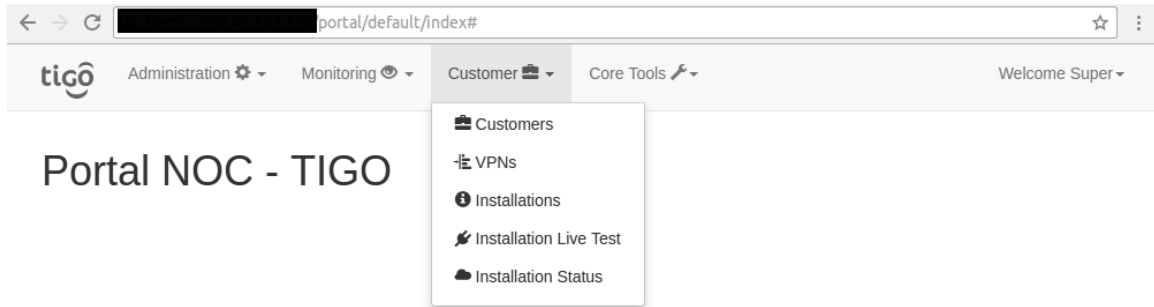 /portal/default/index#
tigô Administration Monitoring Customer Core Tools Welcome Super
Customers
VPNs
Portal NOC - TIGO
Installations
Installation Live Test
Installation Status